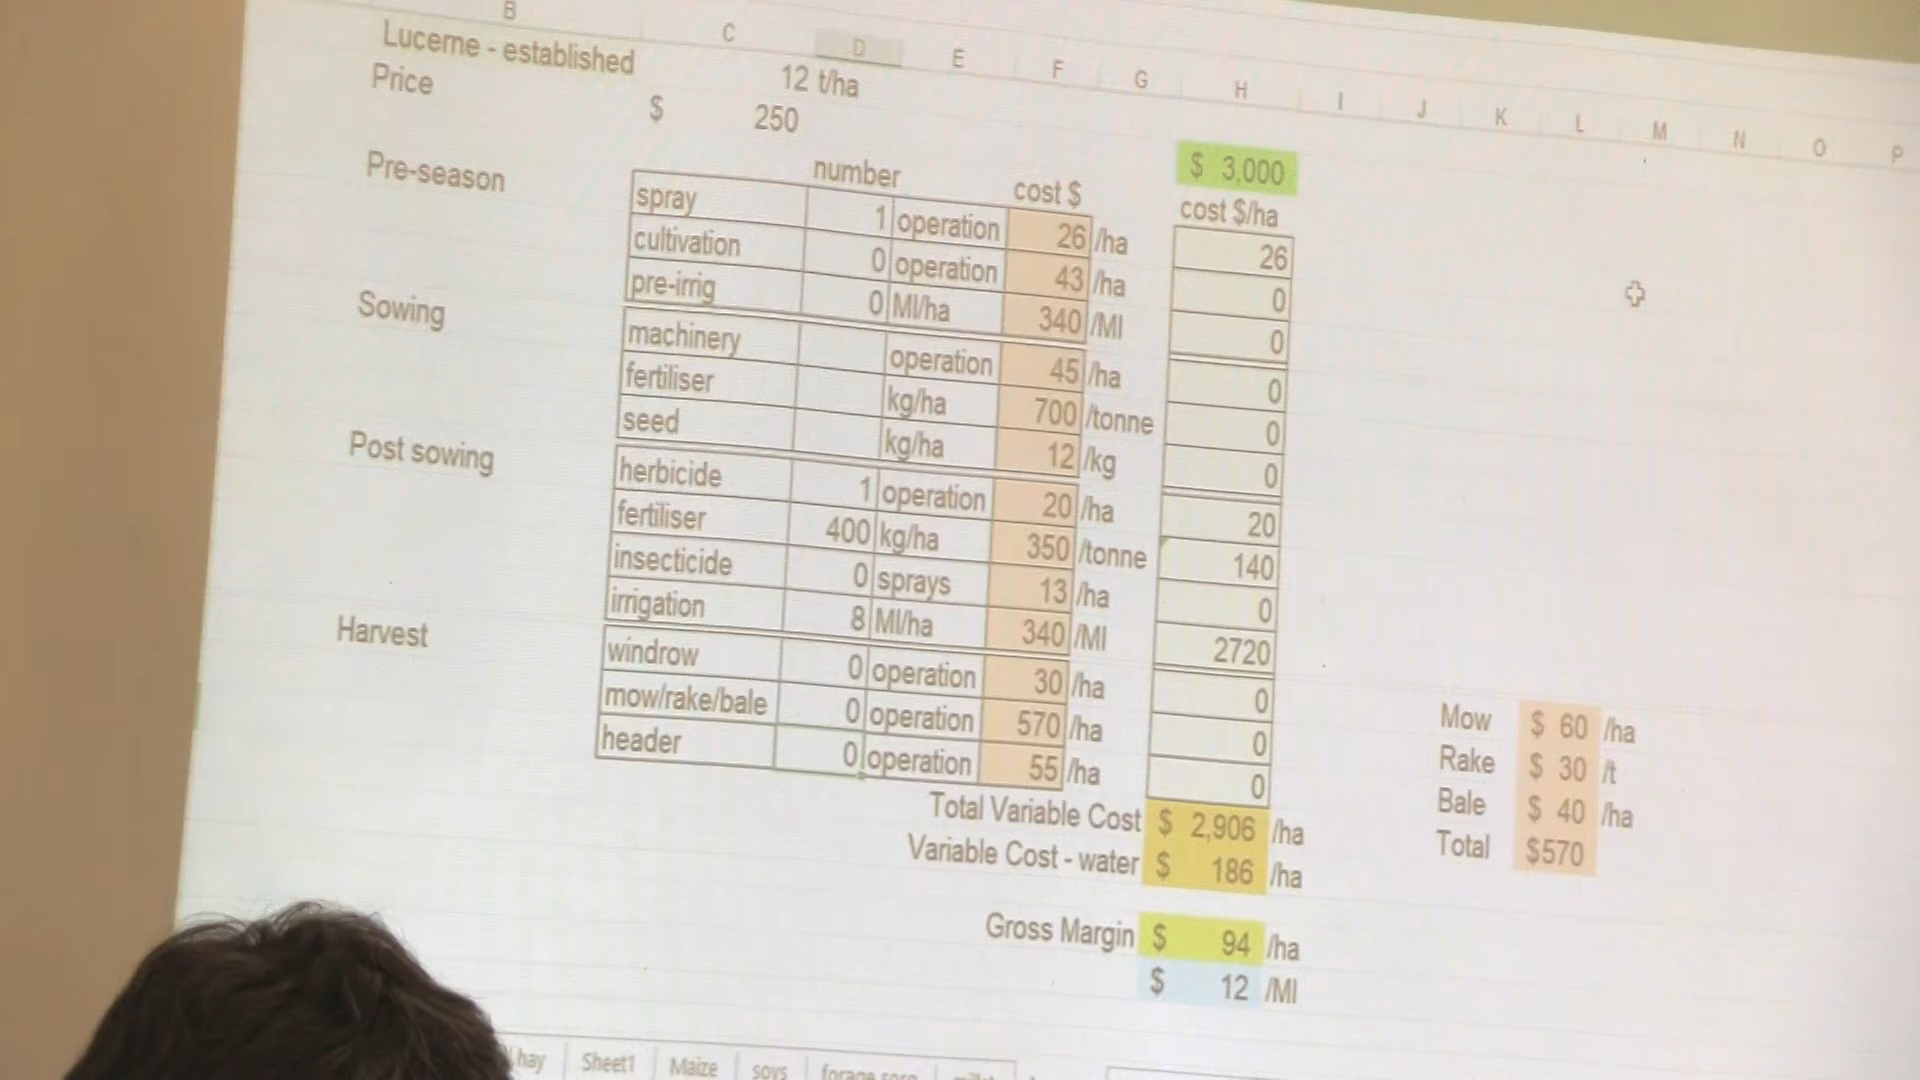 B C D E F G H I J K L M N O P
Lucerne - established 12 t/ha
Price $ 250
$ 3,000
number cost $ cost $/ha
Pre-season spray 1 operation 26 /ha 26
cultivation 0 operation 43 /ha 0
pre-irrig 0 Ml/ha 340 /Ml 0
Sowing machinery operation 45 /ha 0
fertiliser kg/ha 700 /tonne 0
seed kg/ha 12 /kg 0
Post sowing herbicide 1 operation 20 /ha 20
fertiliser 400 kg/ha 350 /tonne 140
insecticide 0 sprays 13 /ha 0
irrigation 8 Ml/ha 340 /Ml 2720
Harvest windrow 0 operation 30 /ha 0
mow/rake/bale 0 operation 570 /ha 0
header 0 operation 55 /ha 0
Total Variable Cost $ 2,906 /ha
Variable Cost - water $ 186 /ha
Gross Margin $ 94 /ha
$ 12 /Ml
Mow $ 60 /ha
Rake $ 30 /t
Bale $ 40 /ha
Total $570
hay Sheet1 Maize soys forage sorg